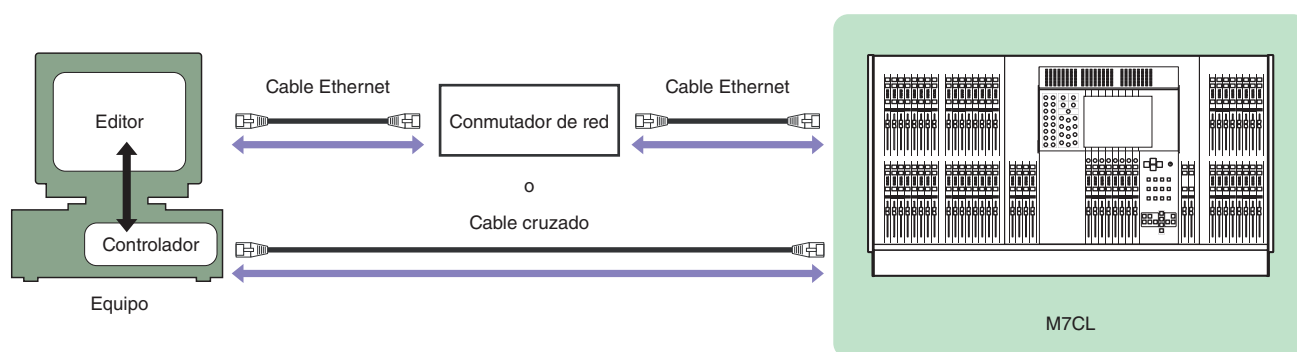 Editor
Controlador
Equipo
Cable Ethernet
Conmutador de red
Cable Ethernet
o
Cable cruzado
M7CL